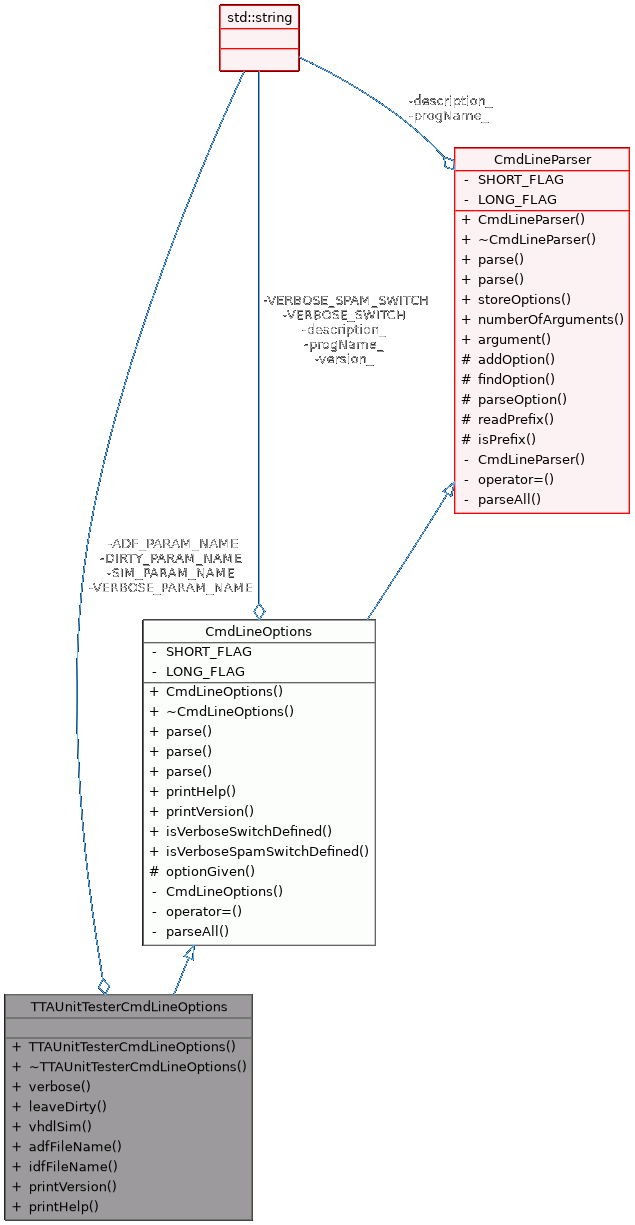 std::string
-description_
-progName_
CmdLineParser
- SHORT_FLAG
- LONG_FLAG
+ CmdLineParser()
+ ~CmdLineParser()
+ parse()
+ parse()
+ storeOptions()
+ numberOfArguments()
+ argument()
# addOption()
# findOption()
# parseOption()
# readPrefix()
# isPrefix()
- CmdLineParser()
- operator=()
- parseAll()
-VERBOSE_SPAM_SWITCH
-VERBOSE_SWITCH
-description_
-progName_
-version_
-ADF_PARAM_NAME
-DIRTY_PARAM_NAME
-SIM_PARAM_NAME
-VERBOSE_PARAM_NAME
CmdLineOptions
- SHORT_FLAG
- LONG_FLAG
+ CmdLineOptions()
+ ~CmdLineOptions()
+ parse()
+ parse()
+ parse()
+ printHelp()
+ printVersion()
+ isVerboseSwitchDefined()
+ isVerboseSpamSwitchDefined()
# optionGiven()
- CmdLineOptions()
- operator=()
- parseAll()
TTAUnitTesterCmdLineOptions
+ TTAUnitTesterCmdLineOptions()
+ ~TTAUnitTesterCmdLineOptions()
+ verbose()
+ leaveDirty()
+ vhdlSim()
+ adfFileName()
+ idfFileName()
+ printVersion()
+ printHelp()